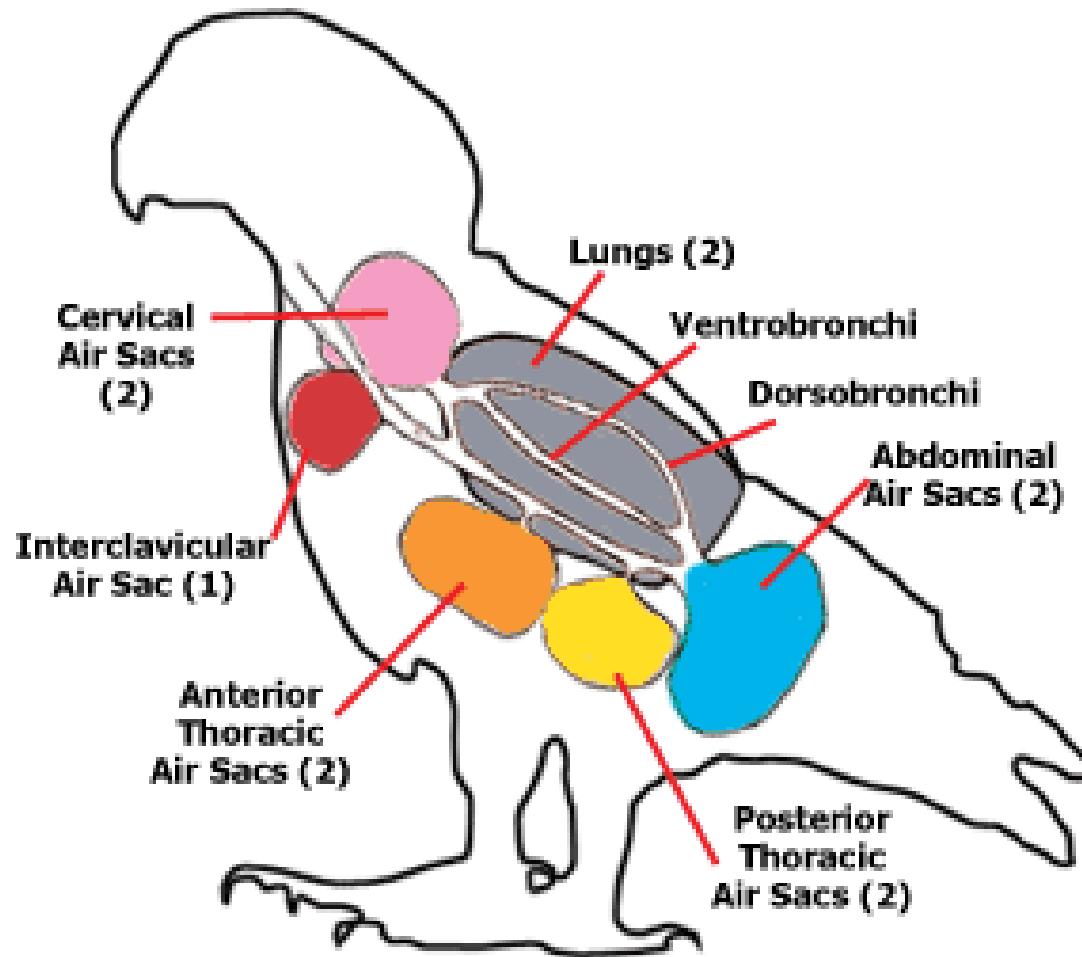 Lungs (2)
Cervical
Air Sacs
(2)
Ventrobronchi
Dorsobronchi
Abdominal
Air Sacs (2)
Interclavicular
Air Sac (1)
Anterior
Thoracic
Air Sacs (2)
Posterior
Thoracic
Air Sacs (2)